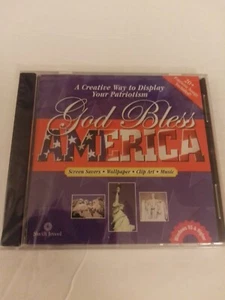 A Creative Way to Display
Your Patriotism
God Bless
AMERICA
Screen Savers • Wallpaper • Clip Art • Music